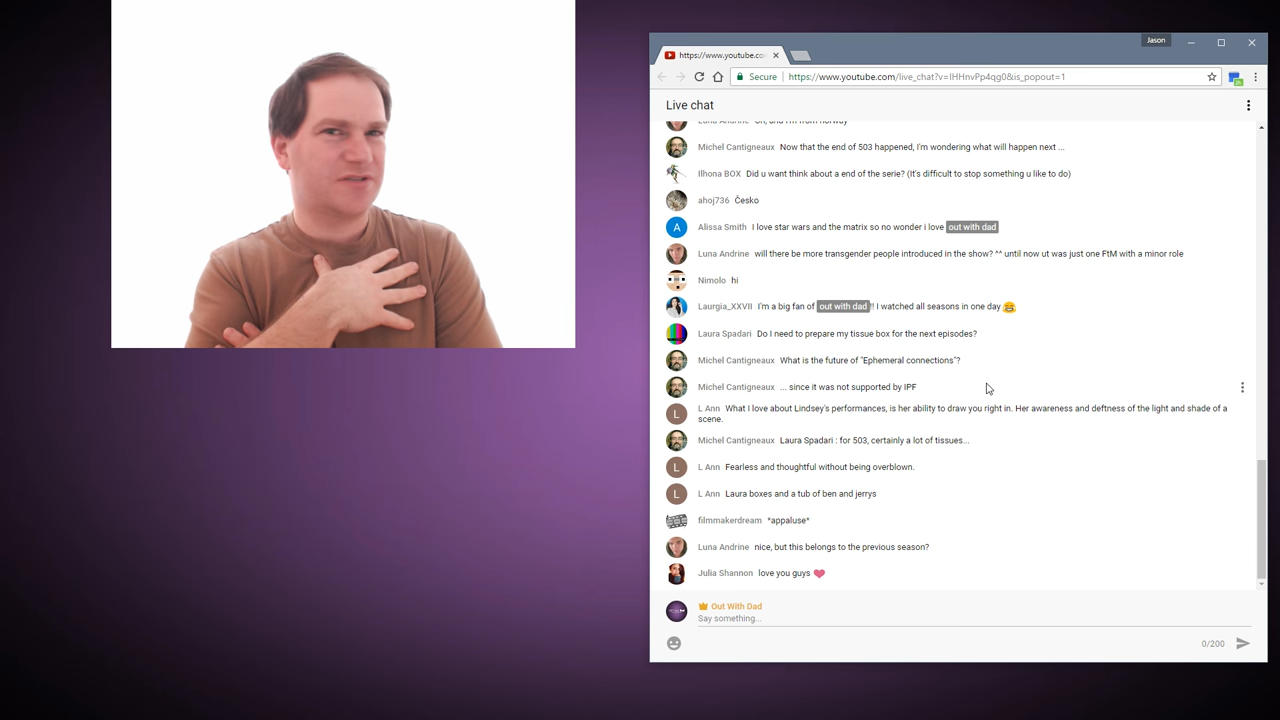 Jason
https://www.youtube.co
Secure https://www.youtube.com/live_chat?v=IHHnvPp4qg0&is_popout=1
Live chat
Luna Andrine Oh, and I'm from norway
Michel Cantigneaux Now that the end of 503 happened, I'm wondering what will happen next ...
Ilhona BOX Did u want think about a end of the serie? (It's difficult to stop something u like to do)
ahoj736 Česko
A Alissa Smith I love star wars and the matrix so no wonder i love out with dad
Luna Andrine will there be more transgender people introduced in the show? ^^ until now ut was just one FtM with a minor role
Nimolo hi
Laurgia_XXVII I'm a big fan of out with dad !! I watched all seasons in one day 😄
Laura Spadari Do I need to prepare my tissue box for the next episodes?
Michel Cantigneaux What is the future of "Ephemeral connections"?
Michel Cantigneaux ... since it was not supported by IPF
L L Ann What I love about Lindsey's performances, is her ability to draw you right in. Her awareness and deftness of the light and shade of a
scene.
Michel Cantigneaux Laura Spadari : for 503, certainly a lot of tissues...
L L Ann Fearless and thoughtful without being overblown.
L L Ann Laura boxes and a tub of ben and jerrys
filmmakerdream *appaluse*
Luna Andrine nice, but this belongs to the previous season?
Julia Shannon love you guys ❤
Out With Dad
Say something...
0/200